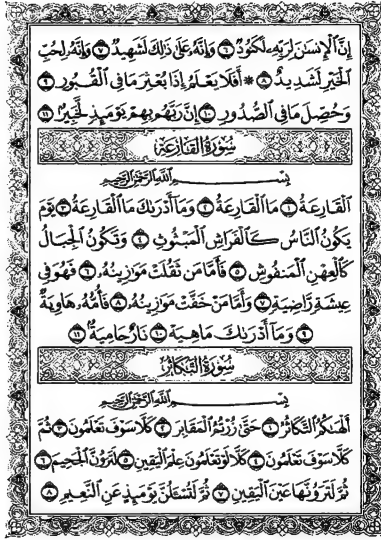 إِنَّ ٱلْإِنسَٰنَ لِرَبِّهِۦ لَكَنُودٌ ٦ وَإِنَّهُۥ عَلَىٰ ذَٰلِكَ لَشَهِيدٌ ٧ وَإِنَّهُۥ لِحُبِّ
ٱلْخَيْرِ لَشَدِيدٌ ٨ ۞ أَفَلَا يَعْلَمُ إِذَا بُعْثِرَ مَا فِى ٱلْقُبُورِ ٩
وَحُصِّلَ مَا فِى ٱلصُّدُورِ ١٠ إِنَّ رَبَّهُم بِهِمْ يَوْمَئِذٍ لَّخَبِيرٌۢ ١١
سُورَةُ القَارِعَةِ
بِسْمِ ٱللَّهِ ٱلرَّحْمَٰنِ ٱلرَّحِيمِ
ٱلْقَارِعَةُ ١ مَا ٱلْقَارِعَةُ ٢ وَمَآ أَدْرَىٰكَ مَا ٱلْقَارِعَةُ ٣ يَوْمَ
يَكُونُ ٱلنَّاسُ كَٱلْفَرَاشِ ٱلْمَبْثُوثِ ٤ وَتَكُونُ ٱلْجِبَالُ
كَٱلْعِهْنِ ٱلْمَنفُوشِ ٥ فَأَمَّا مَن ثَقُلَتْ مَوَٰزِينُهُۥ ٦ فَهُوَ فِى
عِيشَةٍ رَّاضِيَةٍ ٧ وَأَمَّا مَنْ خَفَّتْ مَوَٰزِينُهُۥ ٨ فَأُمُّهُۥ هَاوِيَةٌ
٩ وَمَآ أَدْرَىٰكَ مَا هِيَهْ ١٠ نَارٌ حَامِيَةٌۢ ١١
سُورَةُ التَّكَاثُرِ
بِسْمِ ٱللَّهِ ٱلرَّحْمَٰنِ ٱلرَّحِيمِ
أَلْهَىٰكُمُ ٱلتَّكَاثُرُ ١ حَتَّىٰ زُرْتُمُ ٱلْمَقَابِرَ ٢ كَلَّا سَوْفَ تَعْلَمُونَ ٣ ثُمَّ
كَلَّا سَوْفَ تَعْلَمُونَ ٤ كَلَّا لَوْ تَعْلَمُونَ عِلْمَ ٱلْيَقِينِ ٥ لَتَرَوُنَّ ٱلْجَحِيمَ ٦
ثُمَّ لَتَرَوُنَّهَا عَيْنَ ٱلْيَقِينِ ٧ ثُمَّ لَتُسْـَٔلُنَّ يَوْمَئِذٍ عَنِ ٱلنَّعِيمِ ٨